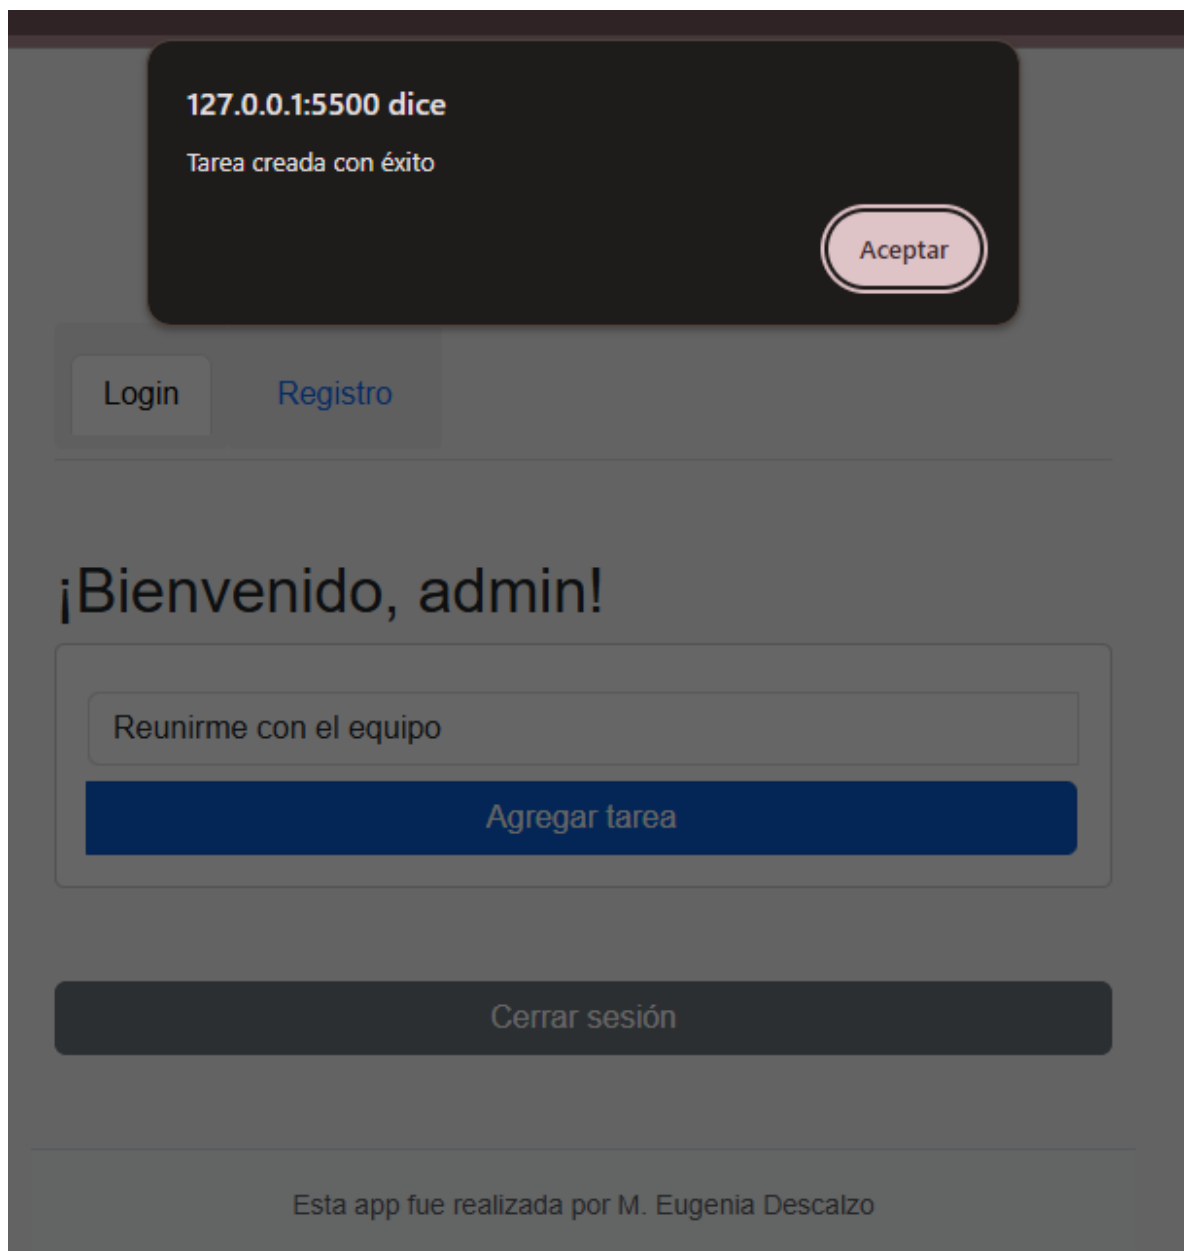 127.0.0.1:5500 dice
Tarea creada con éxito
Aceptar
Login
Registro
¡Bienvenido, admin!
Reunirme con el equipo
Agregar tarea
Cerrar sesión
Esta app fue realizada por M. Eugenia Descalzo